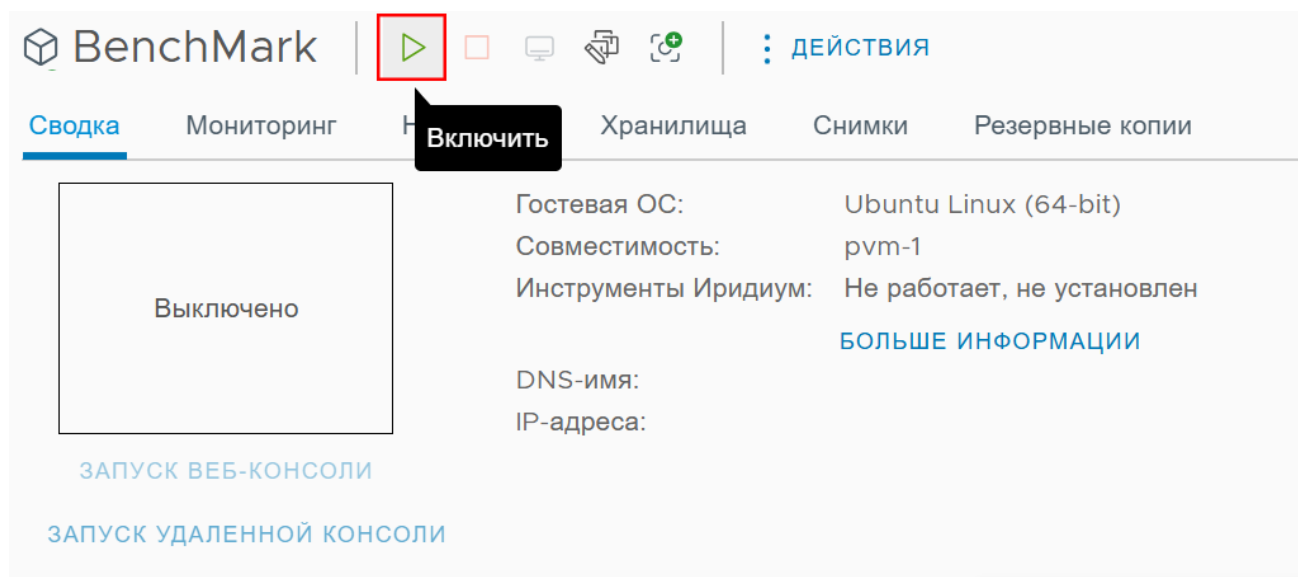 BenchMark
ДЕЙСТВИЯ
Сводка Мониторинг Включить Хранилища Снимки Резервные копии
Гостевая ОС: Ubuntu Linux (64-bit)
Совместимость: pvm-1
Инструменты Иридиум: Не работает, не установлен
Выключено
БОЛЬШЕ ИНФОРМАЦИИ
DNS-имя:
IP-адреса:
ЗАПУСК ВЕБ-КОНСОЛИ
ЗАПУСК УДАЛЕННОЙ КОНСОЛИ